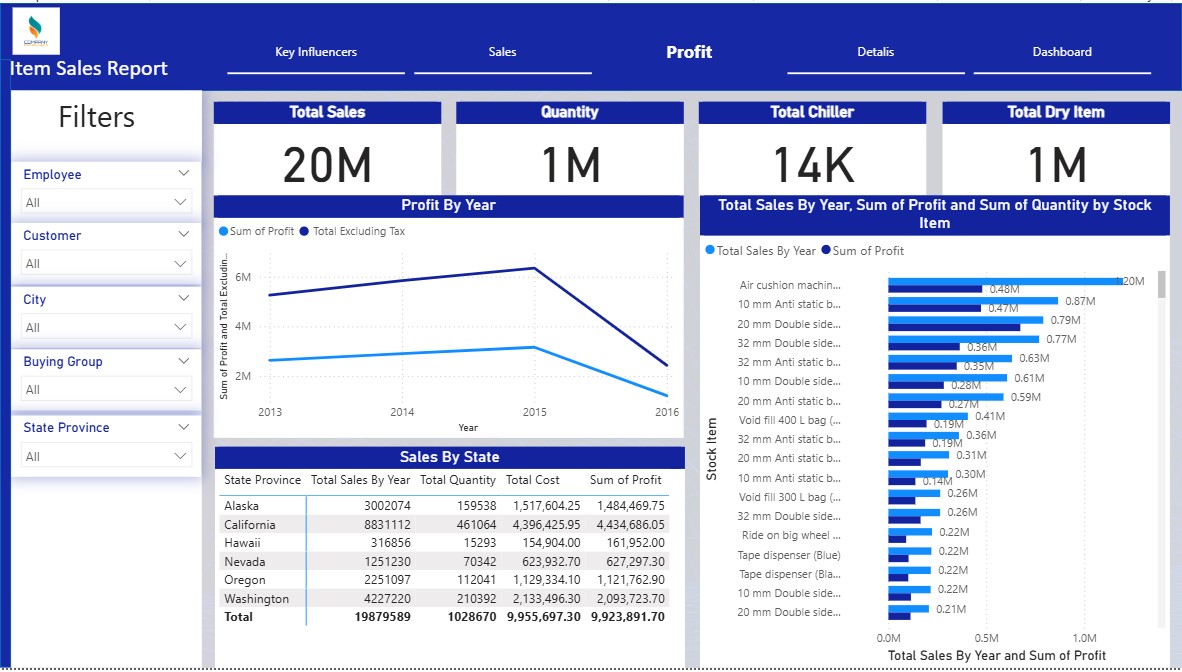 COMPANY
Item Sales Report
Key Influencers
Sales
Profit
Detalis
Dashboard
Filters
Employee
All
Customer
All
City
All
Buying Group
All
State Province
All
Total Sales
20M
Quantity
1M
Total Chiller
14K
Total Dry Item
1M
Profit By Year
Sum of Profit Total Excluding Tax
Sum of Profit and Total Excludin...
6M
4M
2M
2013 2014 2015 2016
Year
Sales By State
State Province Total Sales By Year Total Quantity Total Cost Sum of Profit
Alaska 3002074 159538 1,517,604.25 1,484,469.75
California 8831112 461064 4,396,425.95 4,434,686.05
Hawaii 316856 15293 154,904.00 161,952.00
Nevada 1251230 70342 623,932.70 627,297.30
Oregon 2251097 112041 1,129,334.10 1,121,762.90
Washington 4227220 210392 2,133,496.30 2,093,723.70
Total 19879589 1028670 9,955,697.30 9,923,891.70
Total Sales By Year, Sum of Profit and Sum of Quantity by Stock
Item
Total Sales By Year Sum of Profit
Stock Item
Air cushion machin... 1.20M
0.48M
10 mm Anti static b... 0.87M
0.47M
20 mm Double side... 0.79M
32 mm Double side... 0.77M
0.36M
32 mm Anti static b... 0.63M
0.35M
10 mm Double side... 0.61M
0.28M
20 mm Anti static b... 0.59M
0.27M
Void fill 400 L bag (... 0.41M
0.19M
32 mm Anti static b... 0.36M
0.19M
20 mm Anti static b... 0.31M
10 mm Anti static b... 0.30M
0.14M
Void fill 300 L bag (... 0.26M
32 mm Double side... 0.26M
Ride on big wheel ... 0.22M
Tape dispenser (Blue) 0.22M
Tape dispenser (Bla... 0.22M
10 mm Double side... 0.22M
20 mm Double side... 0.21M
0.0M 0.5M 1.0M
Total Sales By Year and Sum of Profit